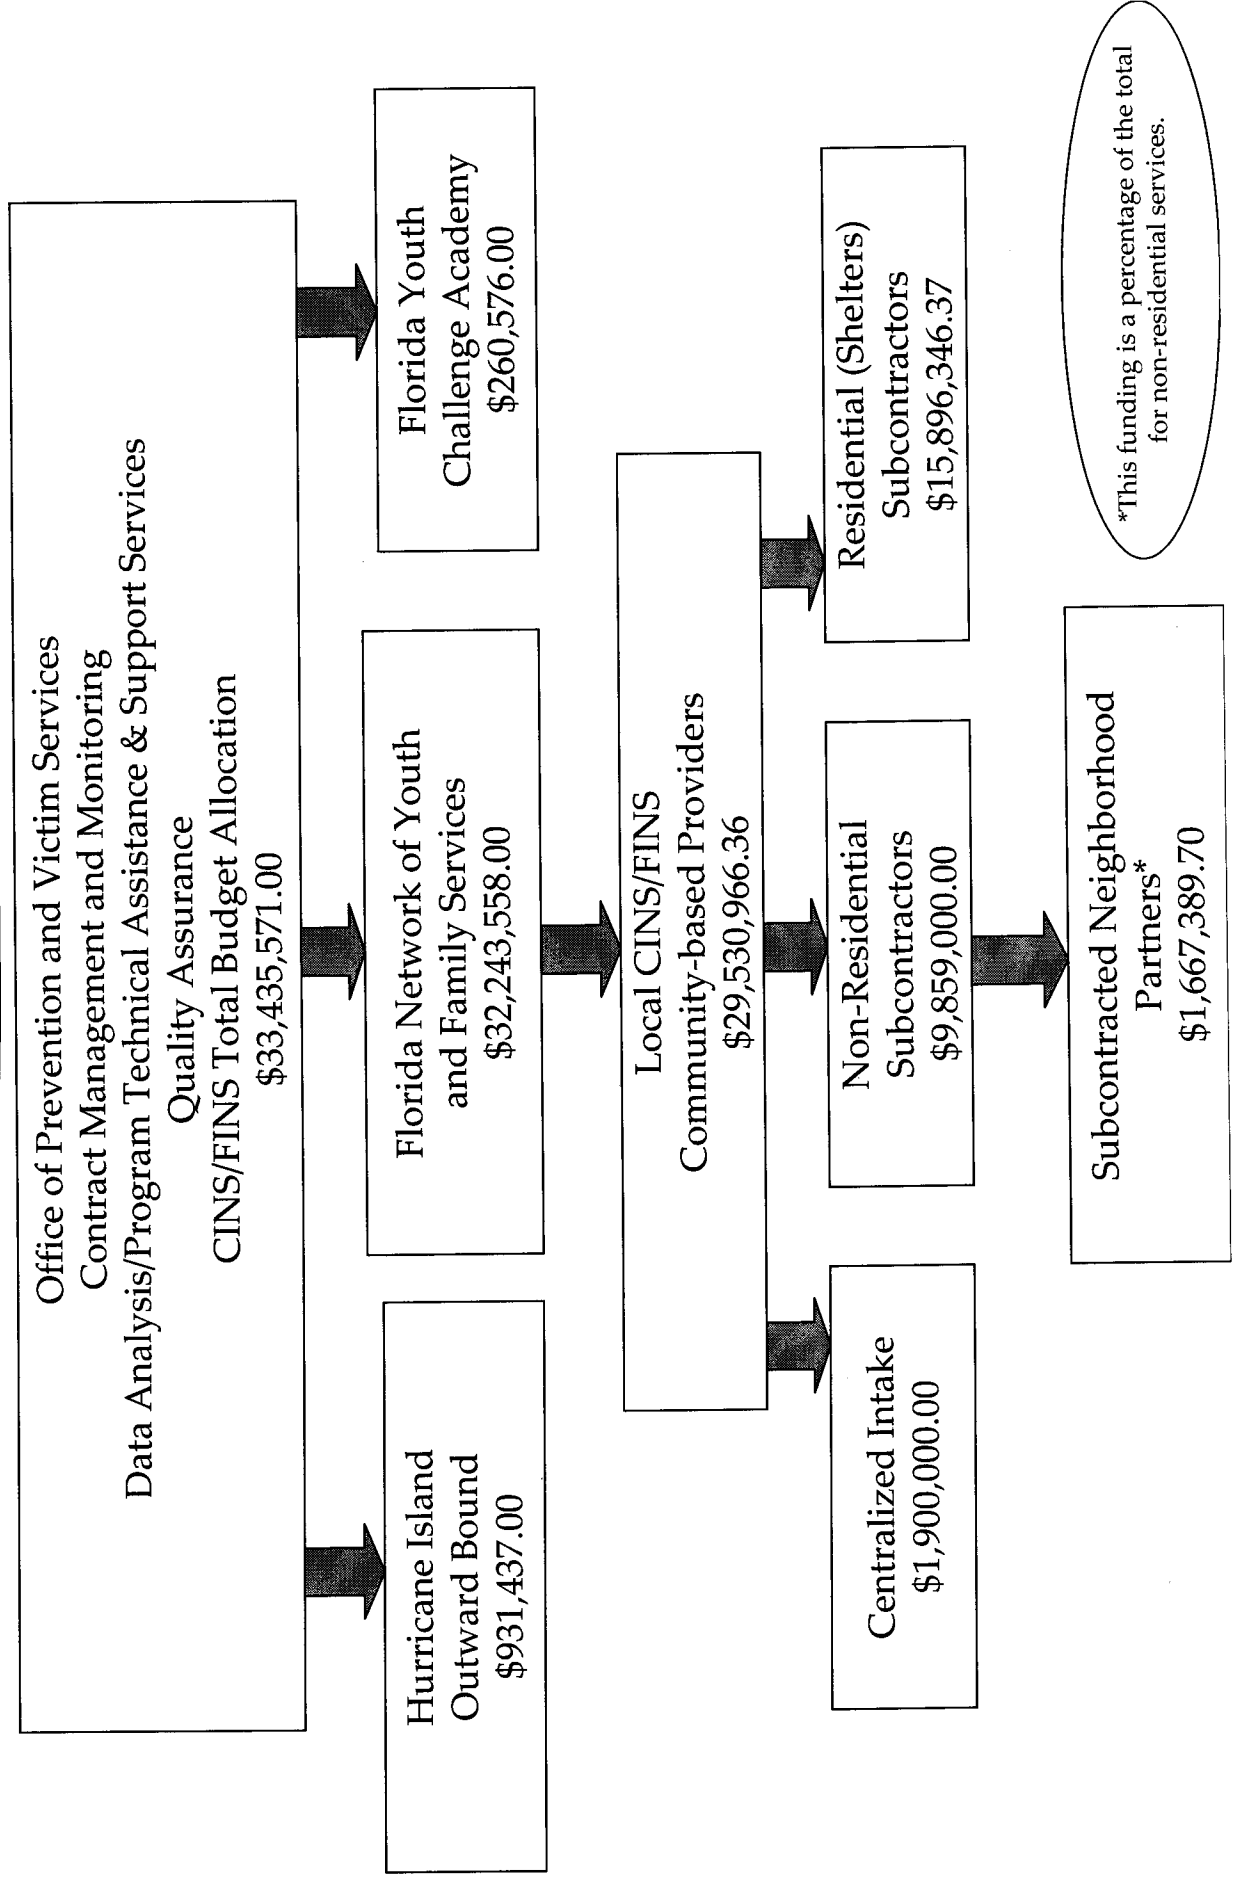 Office of Prevention and Victim Services
Contract Management and Monitoring
Data Analysis/Program Technical Assistance & Support Services
Quality Assurance
CINS/FINS Total Budget Allocation
$33,435,571.00
Hurricane Island
Outward Bound
$931,437.00
Florida Network of Youth
and Family Services
$32,243,558.00
Florida Youth
Challenge Academy
$260,576.00
Local CINS/FINS
Community-based Providers
$29,530,966.36
Centralized Intake
$1,900,000.00
Non-Residential
Subcontractors
$9,859,000.00
Residential (Shelters)
Subcontractors
$15,896,346.37
Subcontracted Neighborhood
Partners*
$1,667,389.70
*This funding is a percentage of the total
for non-residential services.